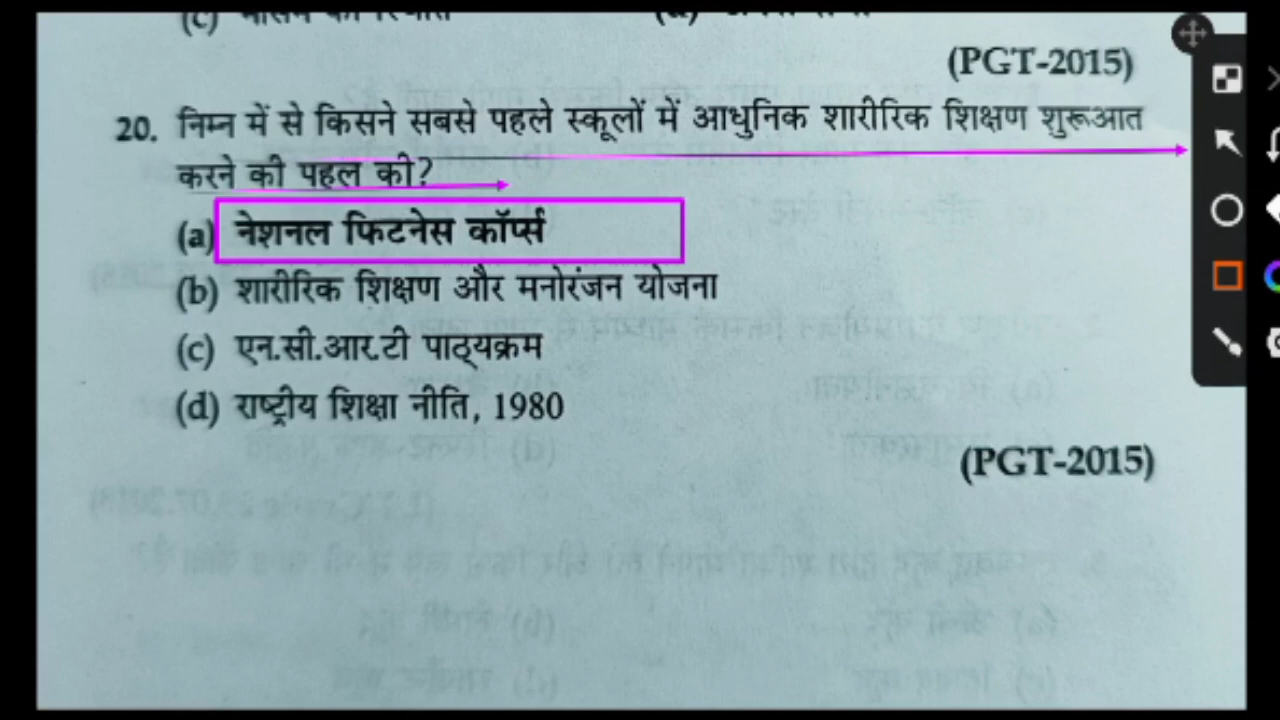 (PGT-2015)
20. निम्न में से किसने सबसे पहले स्कूलों में आधुनिक शारीरिक शिक्षण शुरूआत
करने की पहल की?
(a) नेशनल फिटनेस कॉर्प्स
(b) शारीरिक शिक्षण और मनोरंजन योजना
(c) एन.सी.आर.टी पाठ्यक्रम
(d) राष्ट्रीय शिक्षा नीति, 1980
(PGT-2015)